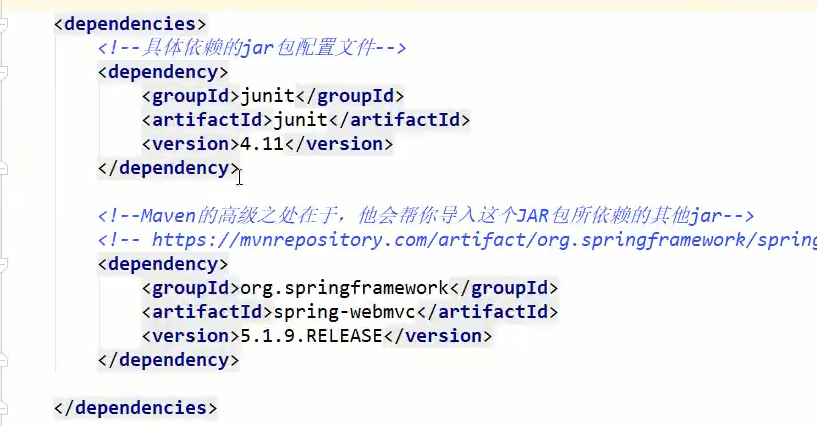 <dependencies>
<!--具体依赖的jar包配置文件-->
<dependency>
<groupId>junit</groupId>
<artifactId>junit</artifactId>
<version>4.11</version>
</dependency>
<!--Maven的高级之处在于，他会帮你导入这个JAR包所依赖的其他jar-->
<!-- https://mvnrepository.com/artifact/org.springframework/spring
<dependency>
<groupId>org.springframework</groupId>
<artifactId>spring-webmvc</artifactId>
<version>5.1.9.RELEASE</version>
</dependency>
</dependencies>